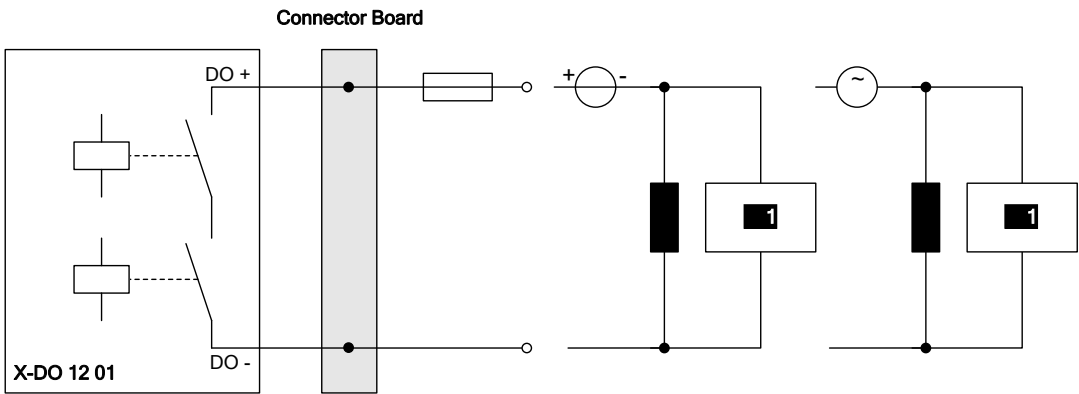 Connector Board
DO +
+ -
~
1
1
DO -
X-DO 12 01